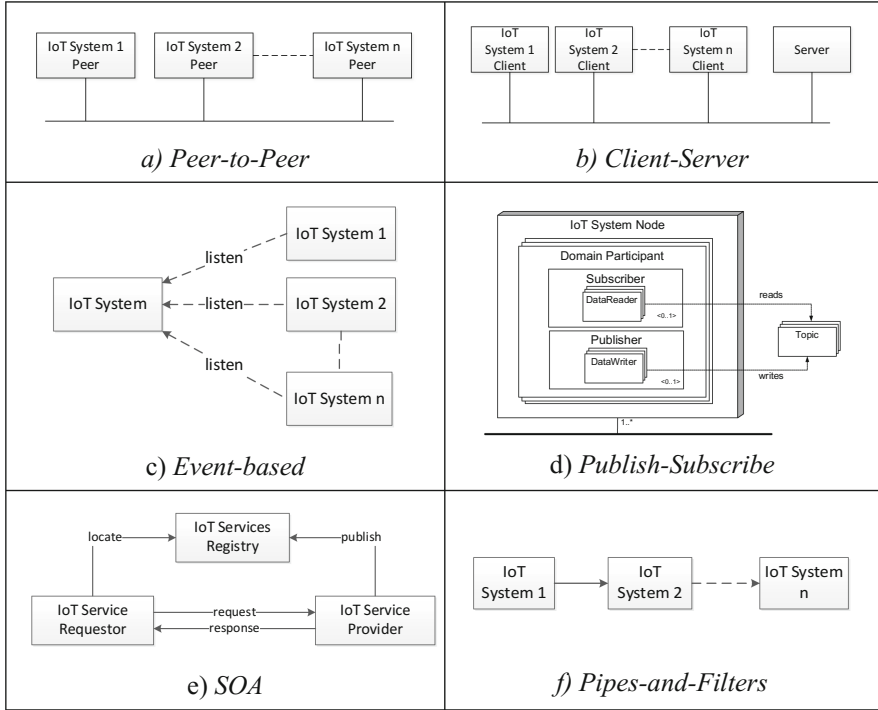 IoT System 1
Peer
IoT System 2
Peer
IoT System n
Peer
a) Peer-to-Peer
IoT
System 1
Client
IoT
System 2
Client
IoT
System n
Client
Server
b) Client-Server
IoT System
listen
listen
listen
IoT System 1
IoT System 2
IoT System n
c) Event-based
IoT System Node
Domain Participant
Subscriber
DataReader
<0..1>
reads
Publisher
DataWriter
<0..1>
writes
Topic
1..*
d) Publish-Subscribe
IoT Services
Registry
locate
publish
IoT Service
Requestor
request
response
IoT Service
Provider
e) SOA
IoT
System 1
IoT
System 2
IoT System
n
f) Pipes-and-Filters